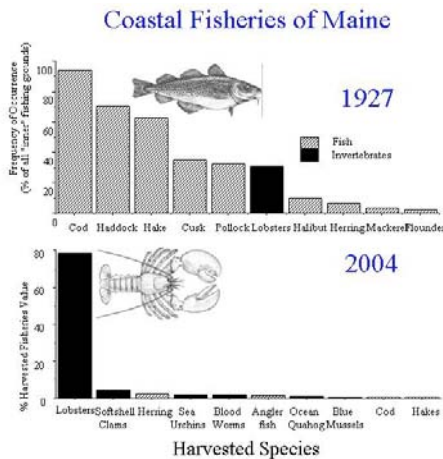 Coastal Fisheries of Maine
Frequency of Occurrence
(% of all "inner" fishing grounds)
100
80
60
40
20
0
1927
Fish
Invertebrates
Cod Haddock Hake Cusk Pollock Lobsters Halibut Herring Mackerel Flounder
% Harvested Fisheries Value
80
60
40
20
0
2004
Lobsters Softshell Herring Sea Blood Angler Ocean Blue Cod Hakes
Clams Urchins Worms fish Quahog Mussels
Harvested Species